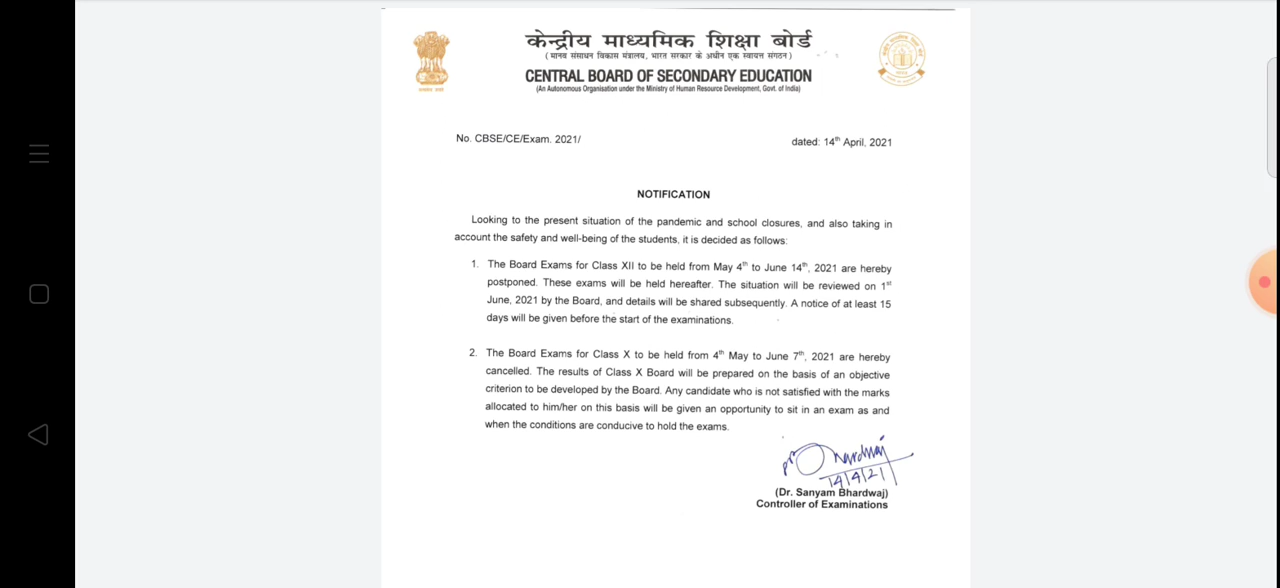 केन्द्रीय माध्यमिक शिक्षा बोर्ड
(मानव संसाधन विकास मंत्रालय, भारत सरकार के अधीन एक स्वायत्त संगठन)
CENTRAL BOARD OF SECONDARY EDUCATION
(An Autonomous Organisation under the Ministry of Human Resource Development, Govt. of India)
No. CBSE/CE/Exam. 2021/
dated: 14th April, 2021
NOTIFICATION
Looking to the present situation of the pandemic and school closures, and also taking in
account the safety and well-being of the students, it is decided as follows:
1. The Board Exams for Class XII to be held from May 4th to June 14th, 2021 are hereby
postponed. These exams will be held hereafter. The situation will be reviewed on 1st
June, 2021 by the Board, and details will be shared subsequently. A notice of at least 15
days will be given before the start of the examinations.
2. The Board Exams for Class X to be held from 4th May to June 7th, 2021 are hereby
cancelled. The results of Class X Board will be prepared on the basis of an objective
criterion to be developed by the Board. Any candidate who is not satisfied with the marks
allocated to him/her on this basis will be given an opportunity to sit in an exam as and
when the conditions are conducive to hold the exams.
14/4/21
(Dr. Sanyam Bhardwaj)
Controller of Examinations